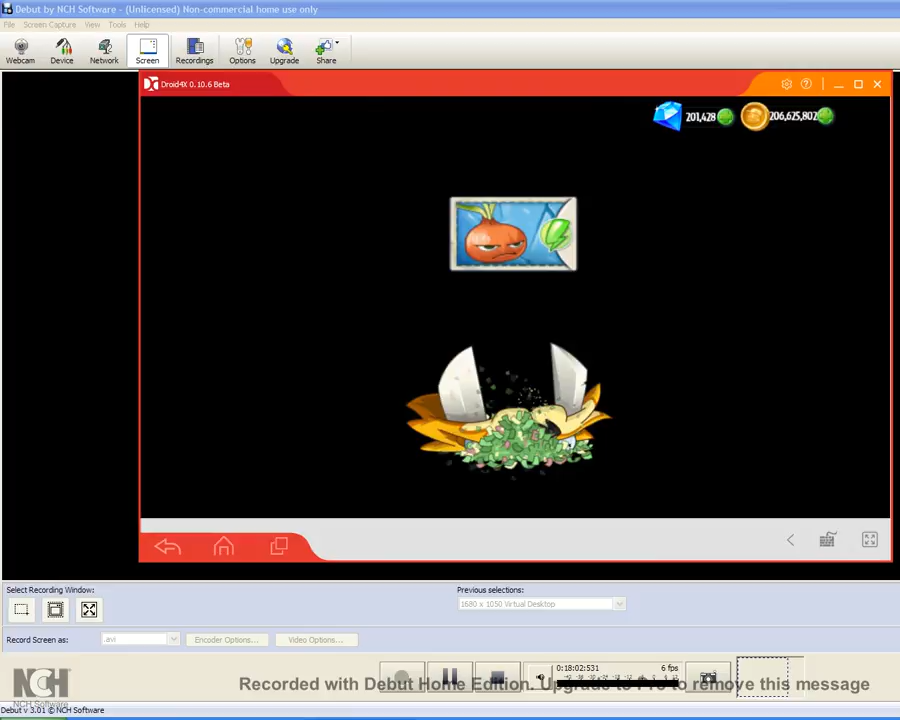 Debut by NCH Software - (Unlicensed) Non-commercial home use only
File Screen Capture View Tools Help
Webcam Device Network Screen Recordings Options Upgrade Share
Droid4X 0.10.6 Beta
201,428 206,625,802
Select Recording Window:
Previous selections:
1680 x 1050 Virtual Desktop
Record Screen as: .avi Encoder Options... Video Options...
0:18:02:531 6 fps
Recorded with Debut Home Edition. Upgrade to Pro to remove this message
NCH
NCH Software
Debut v 3.01 © NCH Software